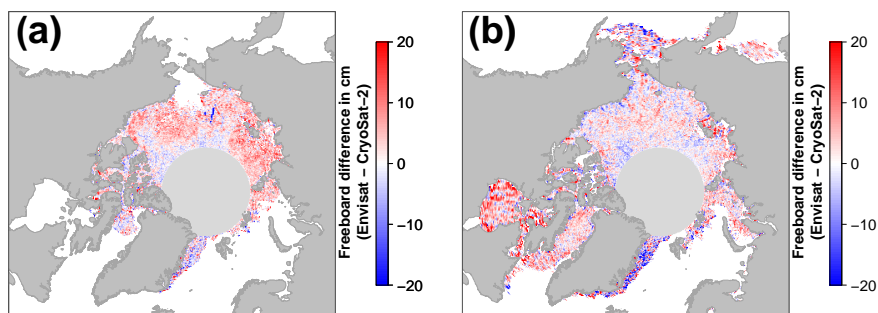 (a)
20
10
0
−10
−20
Freeboard difference in cm
(Envisat − CryoSat−2)
(b)
20
10
0
−10
−20
Freeboard difference in cm
(Envisat − CryoSat−2)